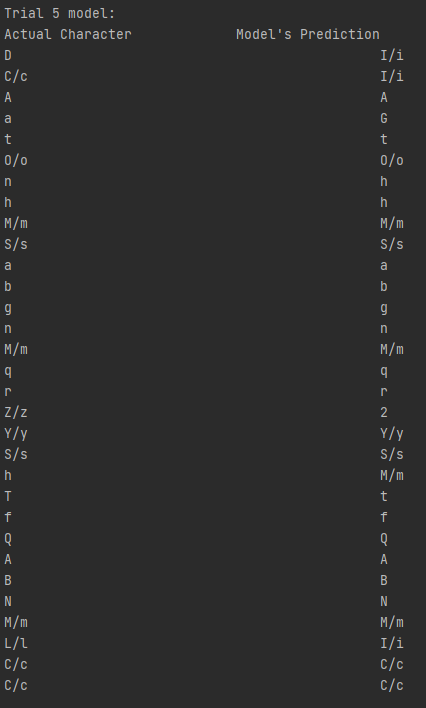 Trial 5 model:
Actual Character Model's Prediction
D I/i
C/c I/i
A A
a G
t t
O/o O/o
n h
h h
M/m M/m
S/s S/s
a a
b b
g g
n n
M/m M/m
q q
r r
Z/z 2
Y/y Y/y
S/s S/s
h M/m
T t
f f
Q Q
A A
B B
N N
M/m M/m
L/l I/i
C/c C/c
C/c C/c